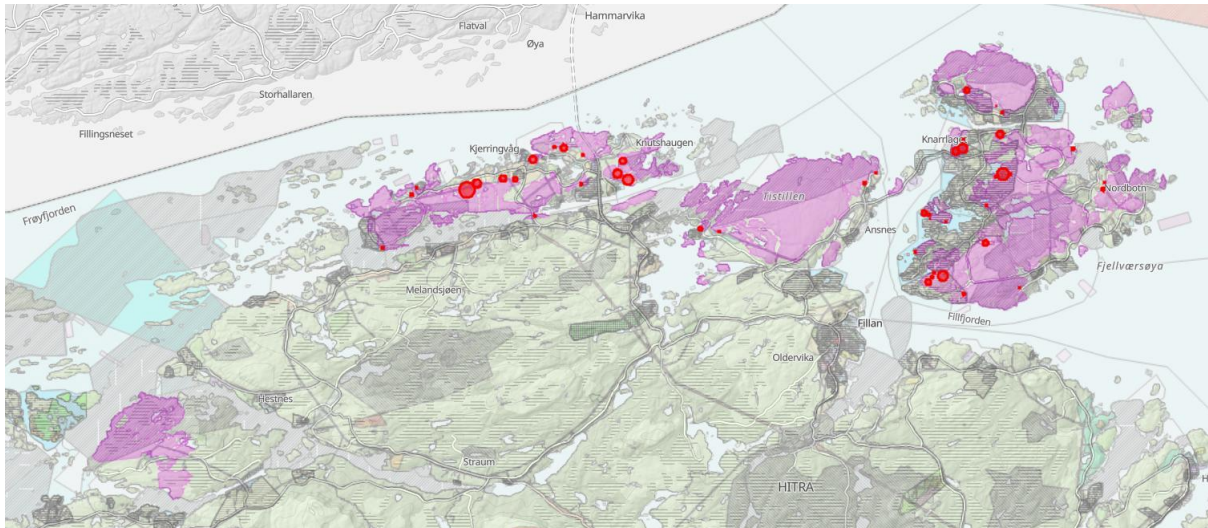 Hammarvika
Flatval
Øya
Storhallaren
Fillingsneset
Knarrlag
Kjerringvåg
Knutshaugen
Nordbotn
Tistillen
Frøyfjorden
Ansnes
Fjellværsøya
Melandsjøen
Fillfjorden
Fillan
Oldervika
Hestnes
Straum
HITRA
H